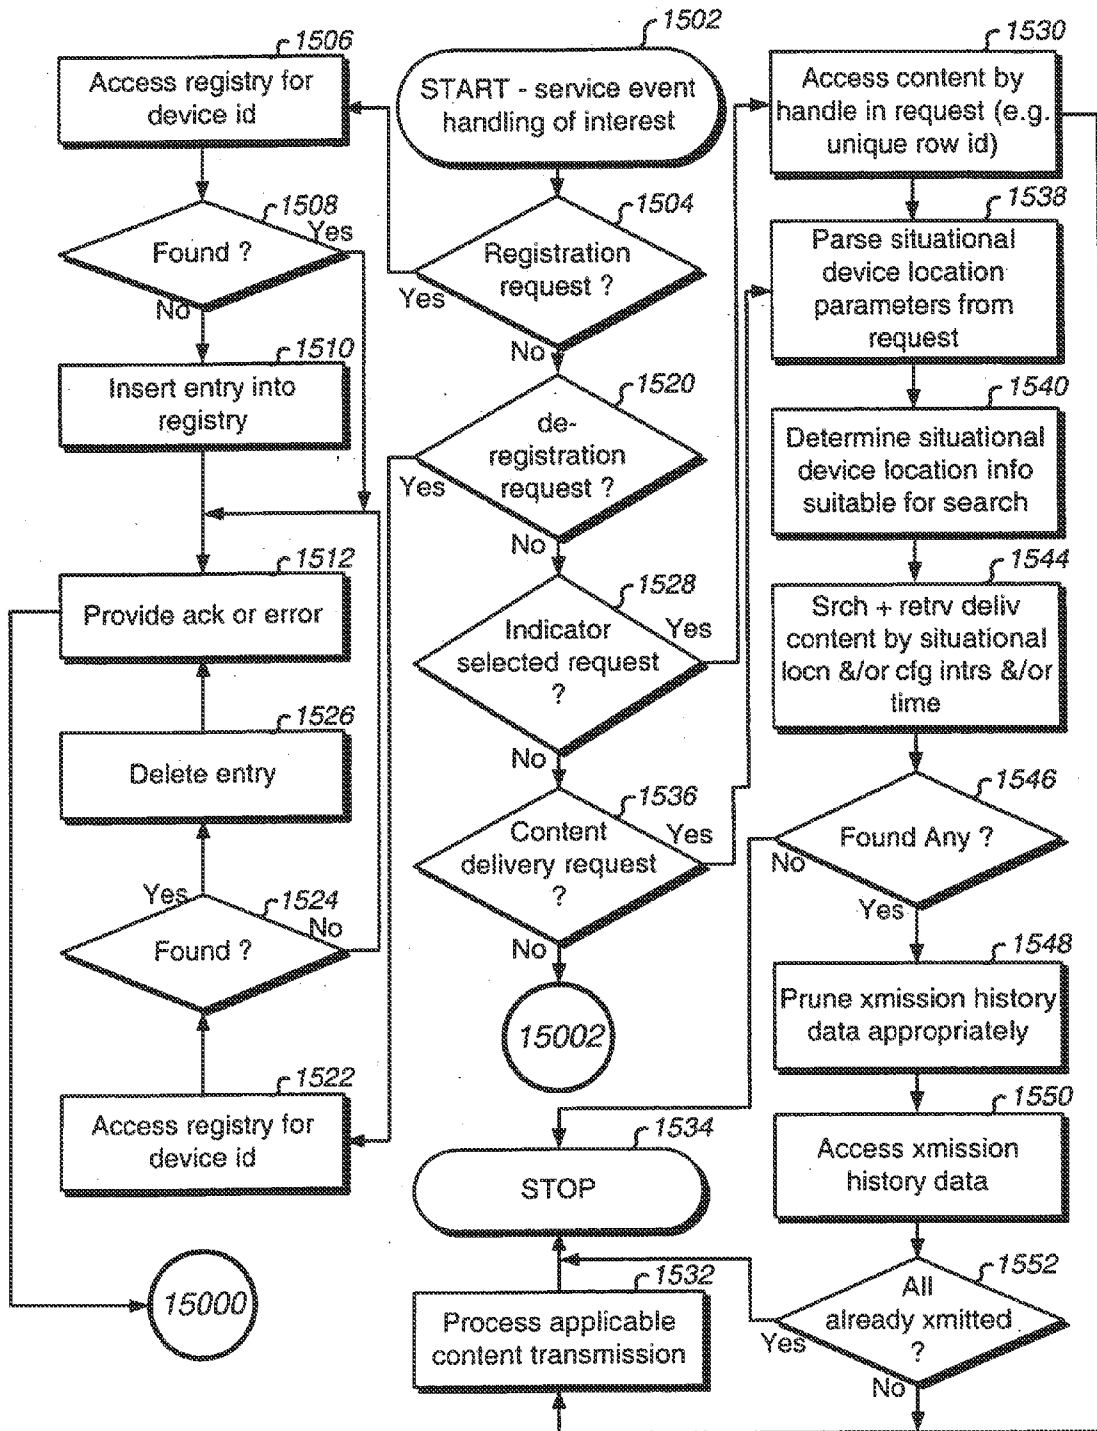 1506
Access registry for
device id
1508
Found ?
Yes
No
1510
Insert entry into
registry
1512
Provide ack or error
1526
Delete entry
Yes
1524
Found ?
No
1522
Access registry for
device id
15000
1502
START - service event
handling of interest
1504
Registration
request ?
Yes
No
1520
de-
registration
request ?
Yes
No
1528
Indicator
selected request
?
Yes
No
1536
Content
delivery request
?
Yes
No
15002
1534
STOP
1532
Process applicable
content transmission
1530
Access content by
handle in request (e.g.
unique row id)
1538
Parse situational
device location
parameters from
request
1540
Determine situational
device location info
suitable for search
1544
Srch + retrv deliv
content by situational
locn &/or cfg intrs &/or
time
1546
Found Any ?
No
Yes
1548
Prune xmission history
data appropriately
1550
Access xmission
history data
1552
All
already xmitted
?
Yes
No